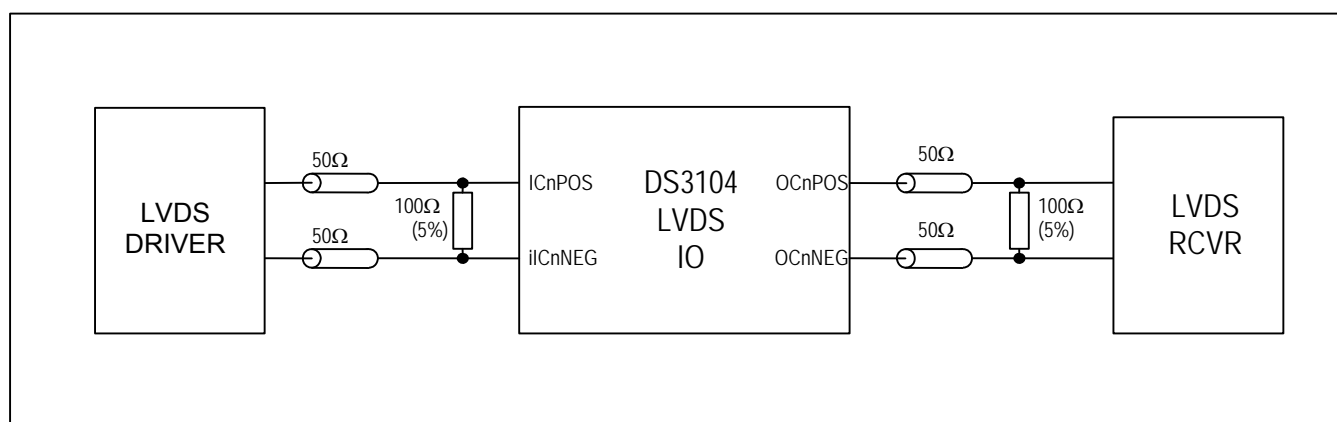 LVDS
DRIVER
50Ω
50Ω
100Ω
(5%)
ICnPOS
iICnNEG
DS3104
LVDS
IO
OCnPOS
OCnNEG
50Ω
50Ω
100Ω
(5%)
LVDS
RCVR